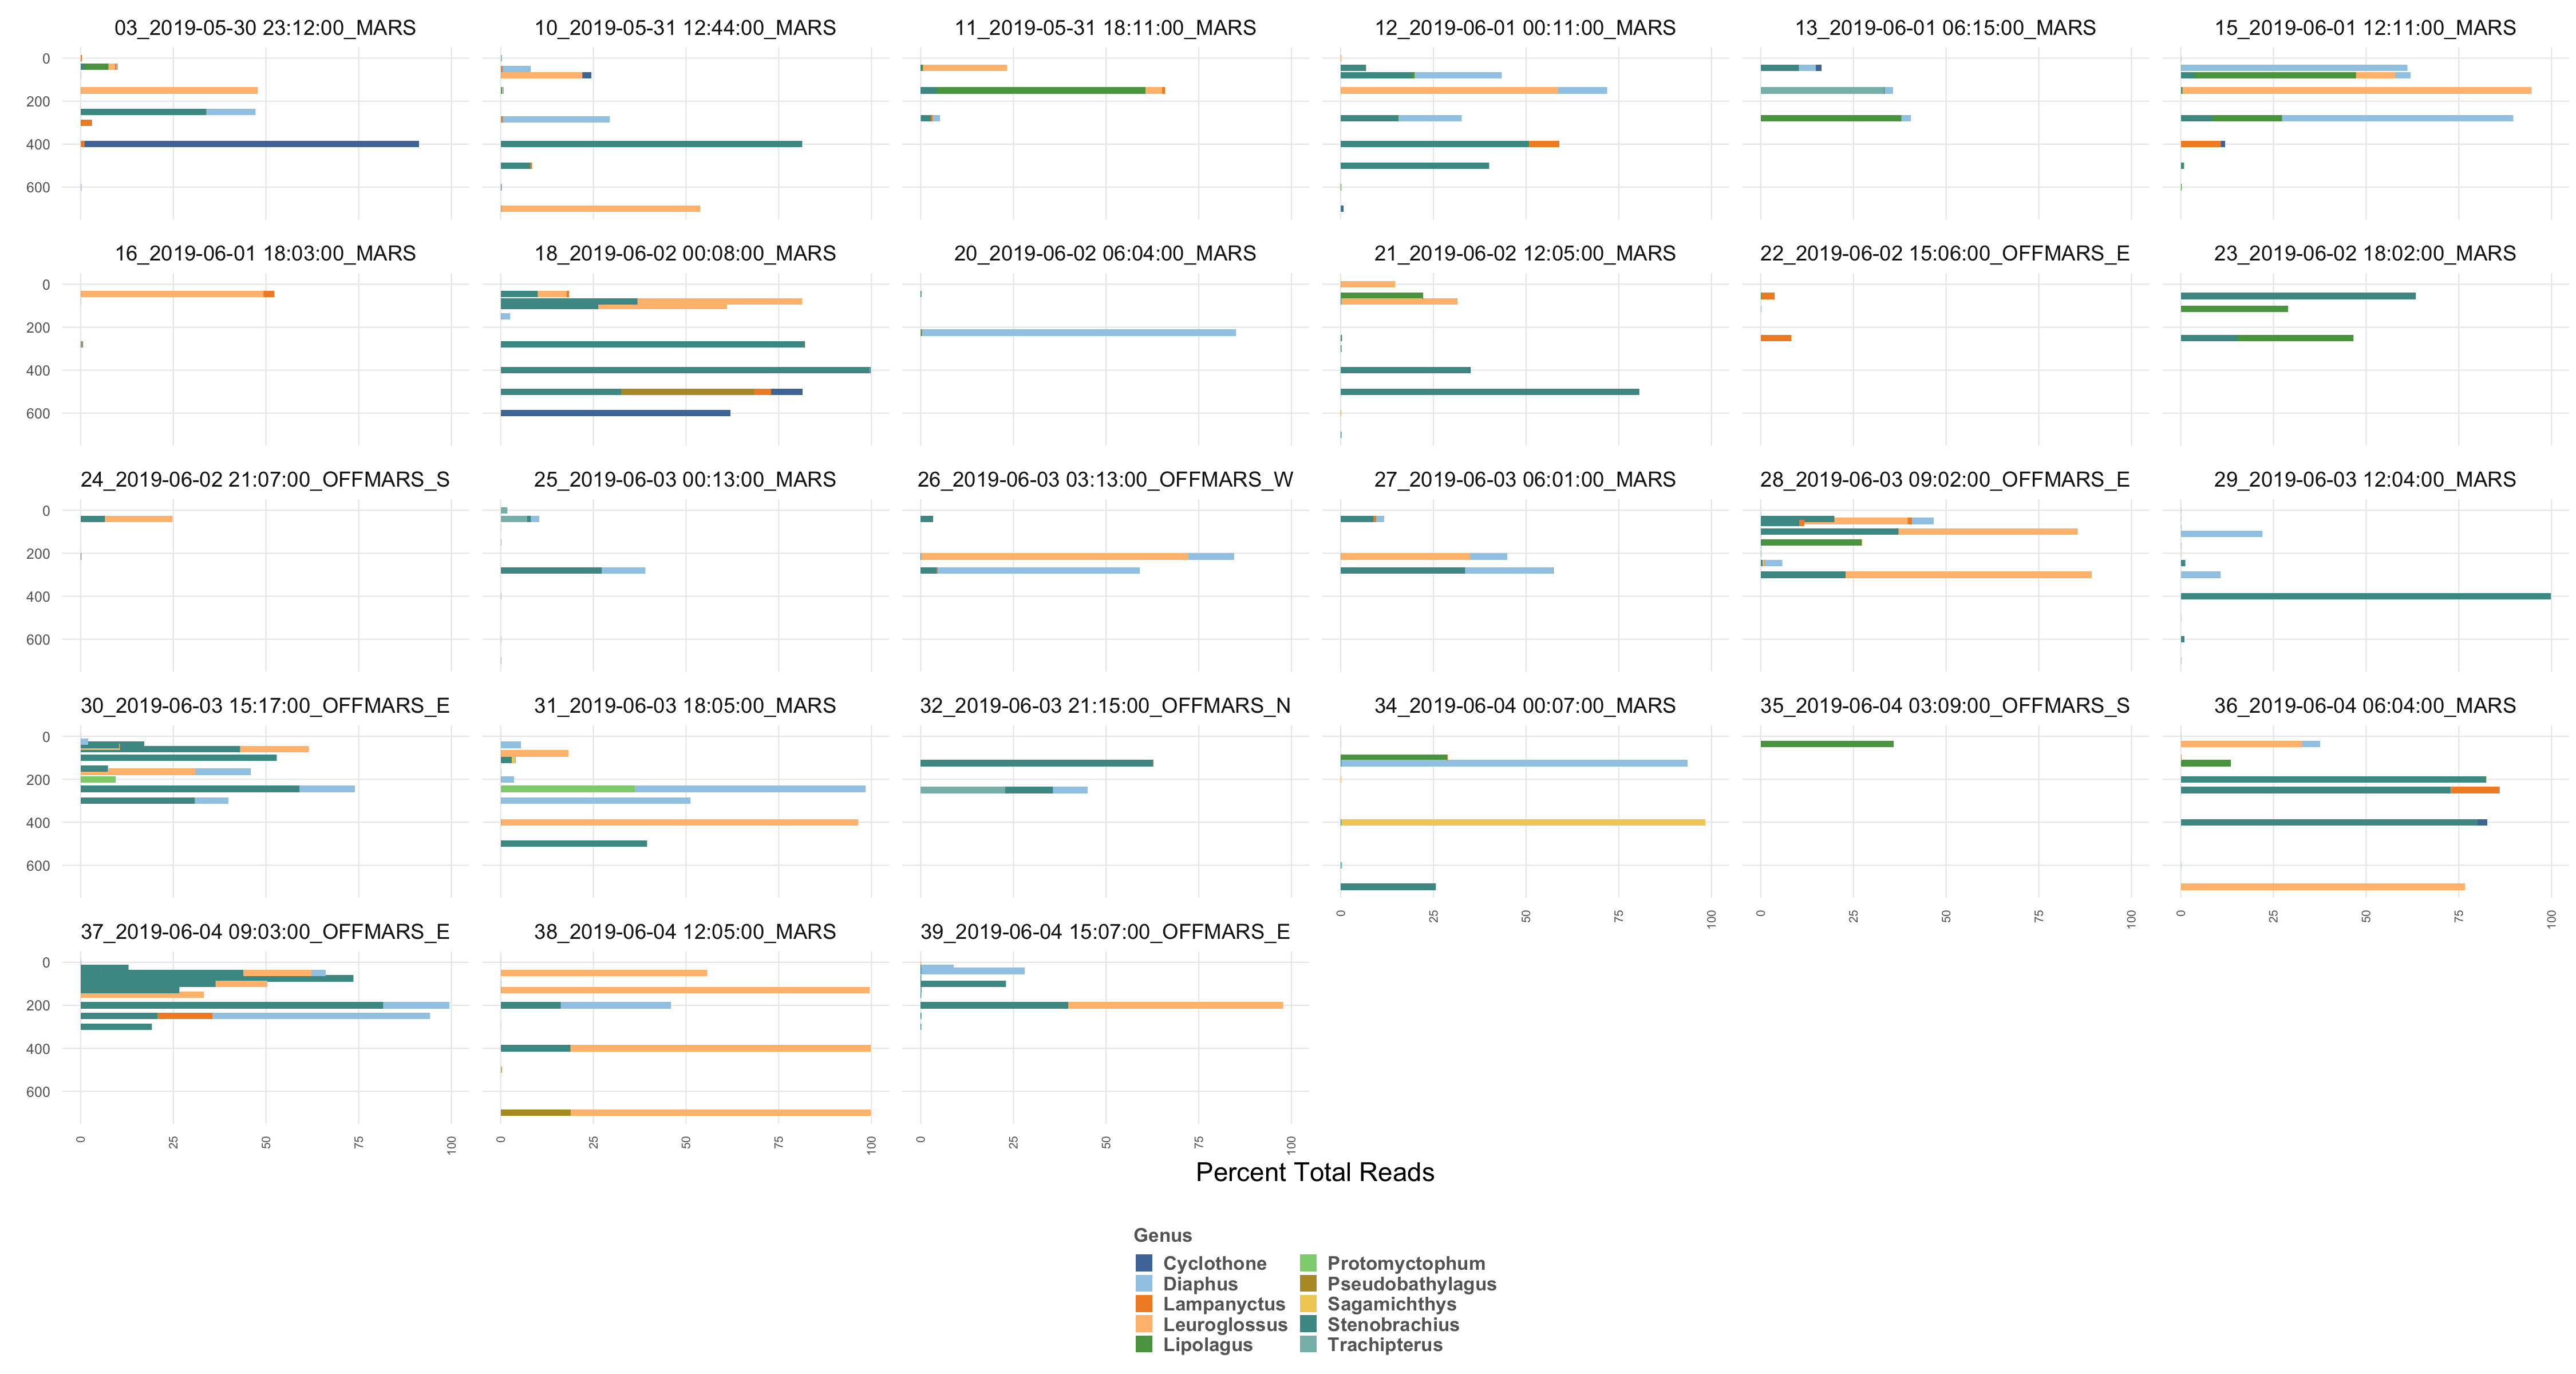 03_2019-05-30 23:12:00_MARS
10_2019-05-31 12:44:00_MARS
11_2019-05-31 18:11:00_MARS
12_2019-06-01 00:11:00_MARS
13_2019-06-01 06:15:00_MARS
15_2019-06-01 12:11:00_MARS
0
200
400
600
16_2019-06-01 18:03:00_MARS
18_2019-06-02 00:08:00_MARS
20_2019-06-02 06:04:00_MARS
21_2019-06-02 12:05:00_MARS
22_2019-06-02 15:06:00_OFFMARS_E
23_2019-06-02 18:02:00_MARS
0
200
400
600
24_2019-06-02 21:07:00_OFFMARS_S
25_2019-06-03 00:13:00_MARS
26_2019-06-03 03:13:00_OFFMARS_W
27_2019-06-03 06:01:00_MARS
28_2019-06-03 09:02:00_OFFMARS_E
29_2019-06-03 12:04:00_MARS
0
200
400
600
30_2019-06-03 15:17:00_OFFMARS_E
31_2019-06-03 18:05:00_MARS
32_2019-06-03 21:15:00_OFFMARS_N
34_2019-06-04 00:07:00_MARS
35_2019-06-04 03:09:00_OFFMARS_S
36_2019-06-04 06:04:00_MARS
0
200
400
600
0 25 50 75 100
0 25 50 75 100
0 25 50 75 100
37_2019-06-04 09:03:00_OFFMARS_E
38_2019-06-04 12:05:00_MARS
39_2019-06-04 15:07:00_OFFMARS_E
0
200
400
600
0 25 50 75 100
0 25 50 75 100
0 25 50 75 100
Percent Total Reads
Genus
Cyclothone
Diaphus
Lampanyctus
Leuroglossus
Lipolagus
Protomyctophum
Pseudobathylagus
Sagamichthys
Stenobrachius
Trachipterus